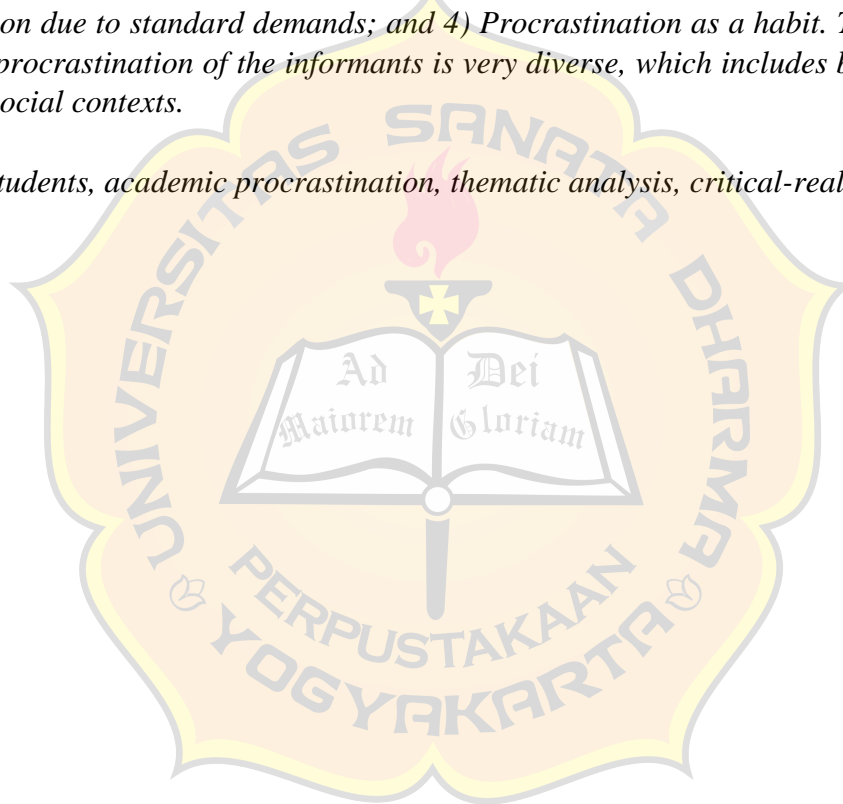 on due to standard demands; and 4) Procrastination as a habit. T
procrastination of the informants is very diverse, which includes b
ocial contexts.
tudents, academic procrastination, thematic analysis, critical-real
UNIVERSITAS SANATA DHARMA
Ad Dei
Maiorem Gloriam
PERPUSTAKAAN
YOGYAKARTA